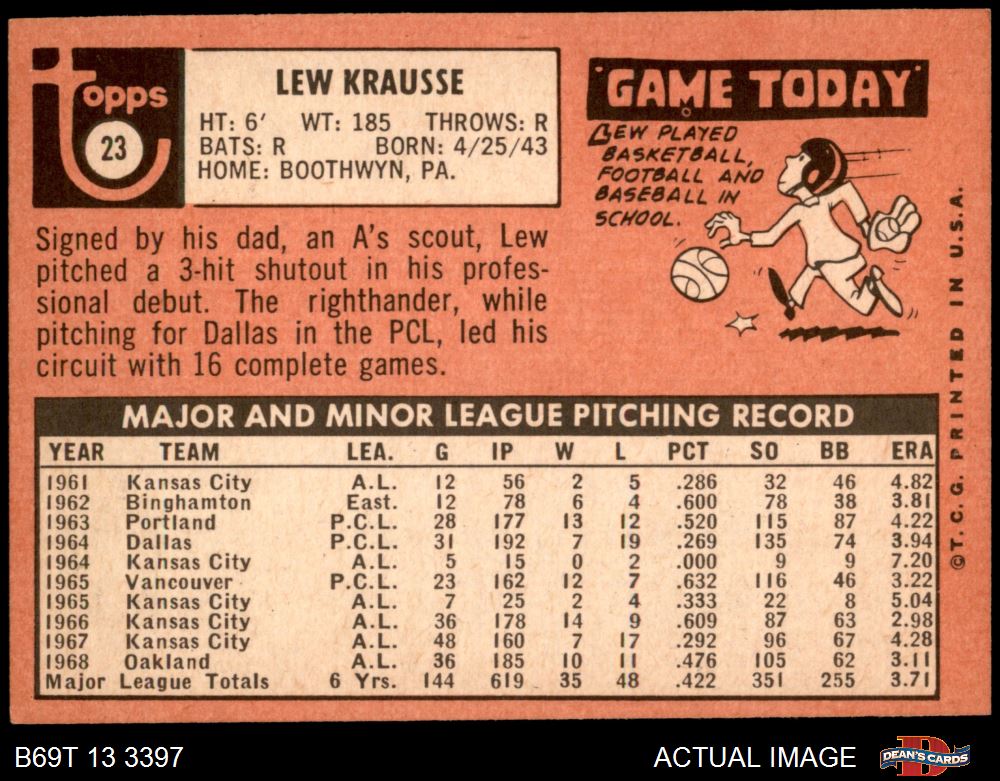 topps
23
LEW KRAUSSE
HT: 6' WT: 185 THROWS: R
BATS: R BORN: 4/25/43
HOME: BOOTHWYN, PA.
"GAME TODAY"
LEW PLAYED
BASKETBALL,
FOOTBALL AND
BASEBALL IN
SCHOOL.
Signed by his dad, an A's scout, Lew
pitched a 3-hit shutout in his profes-
sional debut. The righthander, while
pitching for Dallas in the PCL, led his
circuit with 16 complete games.
MAJOR AND MINOR LEAGUE PITCHING RECORD
YEAR TEAM LEA. G IP W L PCT SO BB ERA
1961 Kansas City A.L. 12 56 2 5 .286 32 46 4.82
1962 Binghamton East. 12 78 6 4 .600 78 38 3.81
1963 Portland P.C.L. 28 177 13 12 .520 115 87 4.22
1964 Dallas P.C.L. 31 192 7 19 .269 135 74 3.94
1964 Kansas City A.L. 5 15 0 2 .000 9 9 7.20
1965 Vancouver P.C.L. 23 162 12 7 .632 116 46 3.22
1965 Kansas City A.L. 7 25 2 4 .333 22 8 5.04
1966 Kansas City A.L. 36 178 14 9 .609 87 63 2.98
1967 Kansas City A.L. 48 160 7 17 .292 96 67 4.28
1968 Oakland A.L. 36 185 10 11 .476 105 62 3.11
Major League Totals 6 Yrs. 144 619 35 48 .422 351 255 3.71
©T.C.G. PRINTED IN U.S.A.
B69T 13 3397
ACTUAL IMAGE
D
DEAN'S CARDS